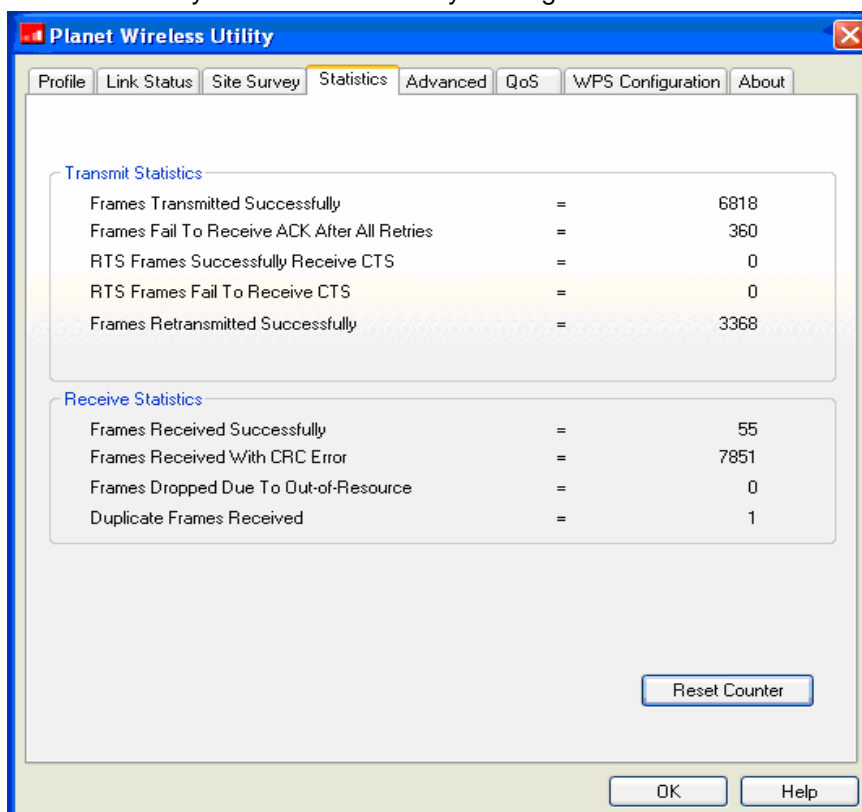 Planet Wireless Utility
Profile Link Status Site Survey Statistics Advanced QoS WPS Configuration About
Transmit Statistics
Frames Transmitted Successfully = 6818
Frames Fail To Receive ACK After All Retries = 360
RTS Frames Successfully Receive CTS = 0
RTS Frames Fail To Receive CTS = 0
Frames Retransmitted Successfully = 3368
Receive Statistics
Frames Received Successfully = 55
Frames Received With CRC Error = 7851
Frames Dropped Due To Out-of-Resource = 0
Duplicate Frames Received = 1
Reset Counter
OK Help